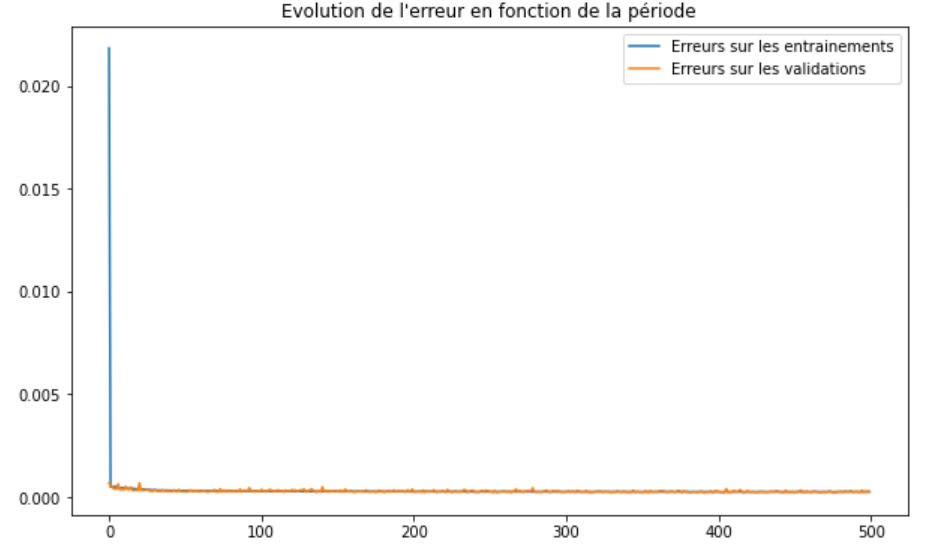 Evolution de l'erreur en fonction de la période
Erreurs sur les entrainements
Erreurs sur les validations
0.020
0.015
0.010
0.005
0.000
0 100 200 300 400 500